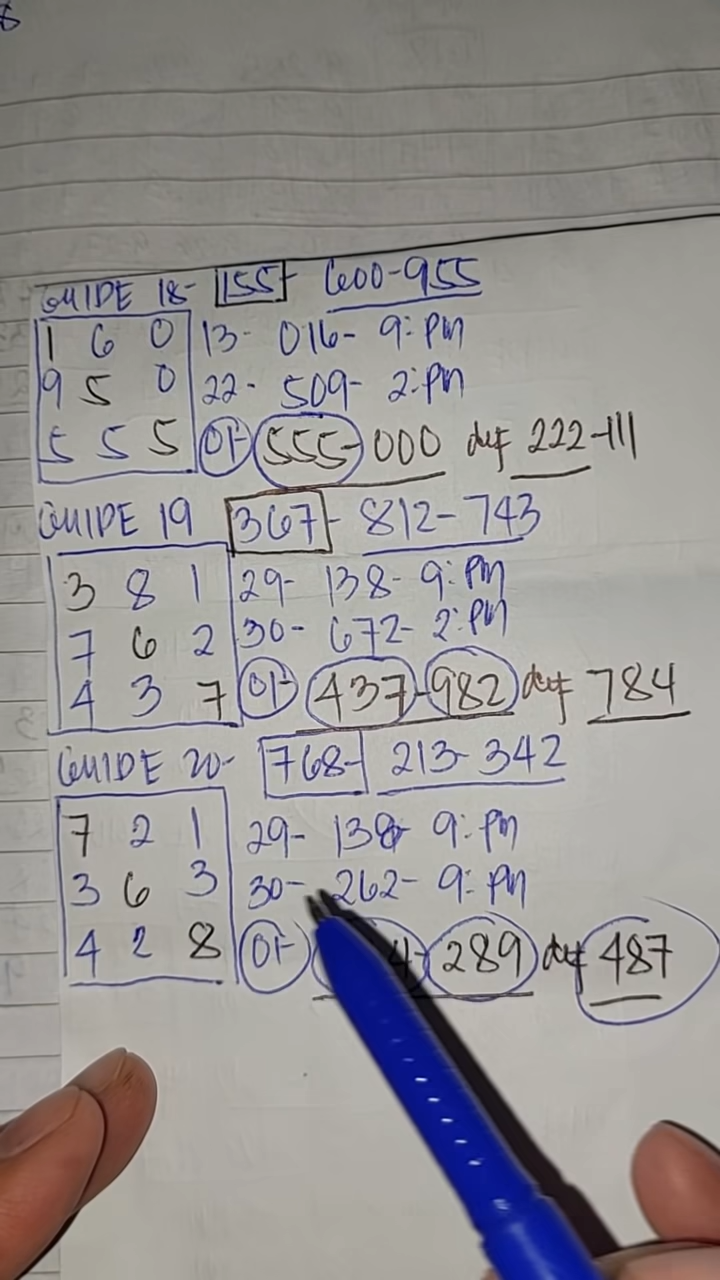 GUIDE 18- 155- 600-955
1 6 0 13- 016- 9:PM
9 5 0 22- 509- 2:PM
5 5 5 01- 555-000 def 222-111
GUIDE 19 367- 812-743
3 8 1 29- 138- 9:PM
7 6 2 30- 672- 2:PM
4 3 7 01- 437-982 def 784
GUIDE 20- 768- 213-342
7 2 1 29- 138- 9:PM
3 6 3 30- 262- 9:PM
4 2 8 01- 289 def 487